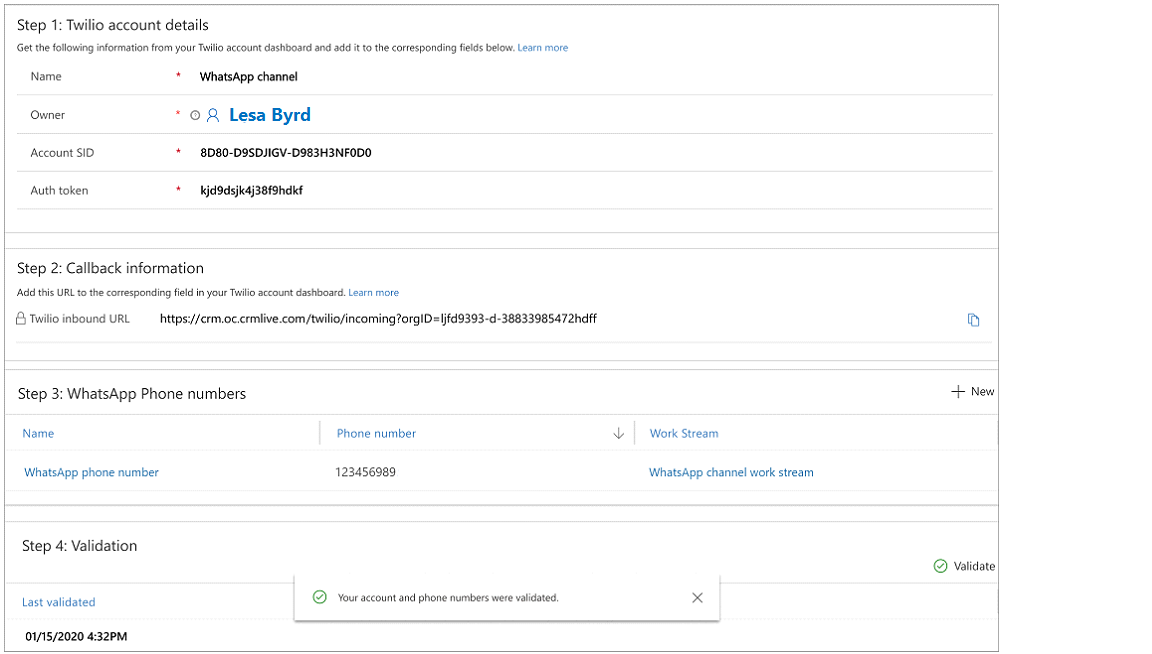 Step 1: Twilio account details
Get the following information from your Twilio account dashboard and add it to the corresponding fields below. Learn more
Name * WhatsApp channel
Owner * Lesa Byrd
Account SID * 8D80-D9SDJIGV-D983H3NF0D0
Auth token * kjd9dsjk4j38f9hdkf
Step 2: Callback information
Add this URL to the corresponding field in your Twilio account dashboard. Learn more
Twilio inbound URL https://crm.oc.crmlive.com/twilio/incoming?orgID=ljfd9393-d-38833985472hdff
Step 3: WhatsApp Phone numbers
New
Name Phone number Work Stream
WhatsApp phone number 123456989 WhatsApp channel work stream
Step 4: Validation
Validate
Your account and phone numbers were validated.
Last validated
01/15/2020 4:32PM